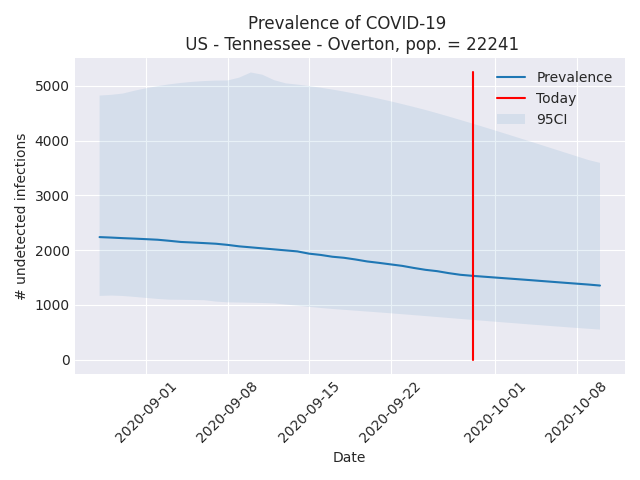 Prevalence of COVID-19
US - Tennessee - Overton, pop. = 22241
Prevalence
Today
95CI
# undetected infections
5000
4000
3000
2000
1000
0
2020-09-01
2020-09-08
2020-09-15
2020-09-22
2020-10-01
2020-10-08
Date